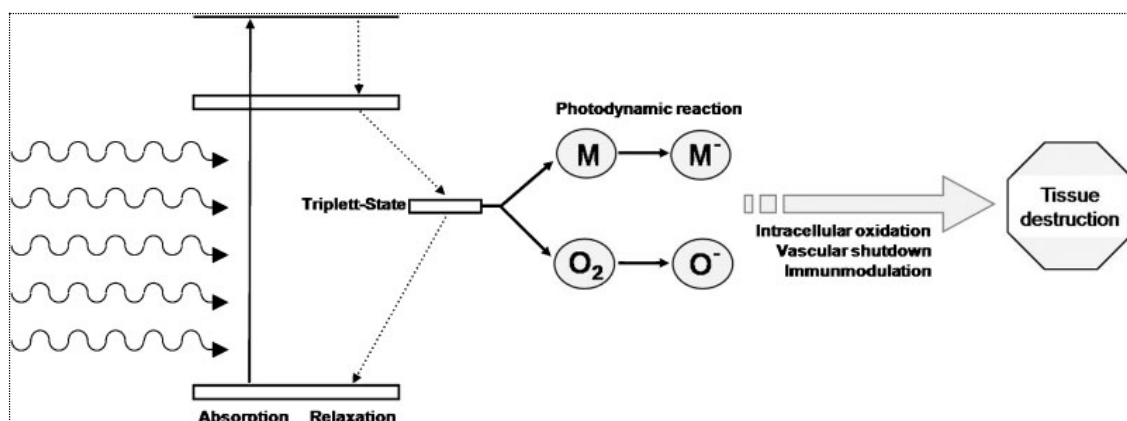 Photodynamic reaction
M
M⁻
Triplett-State
O₂
O⁻
Intracellular oxidation
Vascular shutdown
Immunmodulation
Tissue
destruction
Absorption
Relaxation